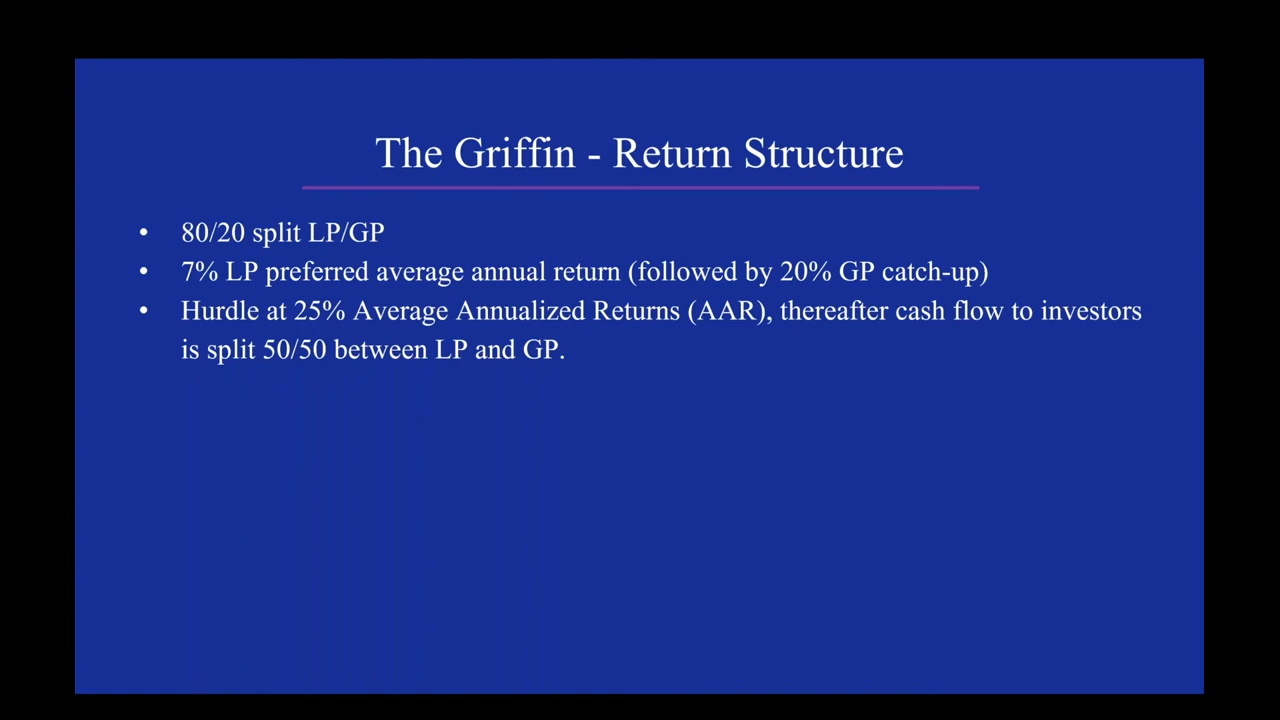 The Griffin - Return Structure
• 80/20 split LP/GP
• 7% LP preferred average annual return (followed by 20% GP catch-up)
• Hurdle at 25% Average Annualized Returns (AAR), thereafter cash flow to investors
is split 50/50 between LP and GP.